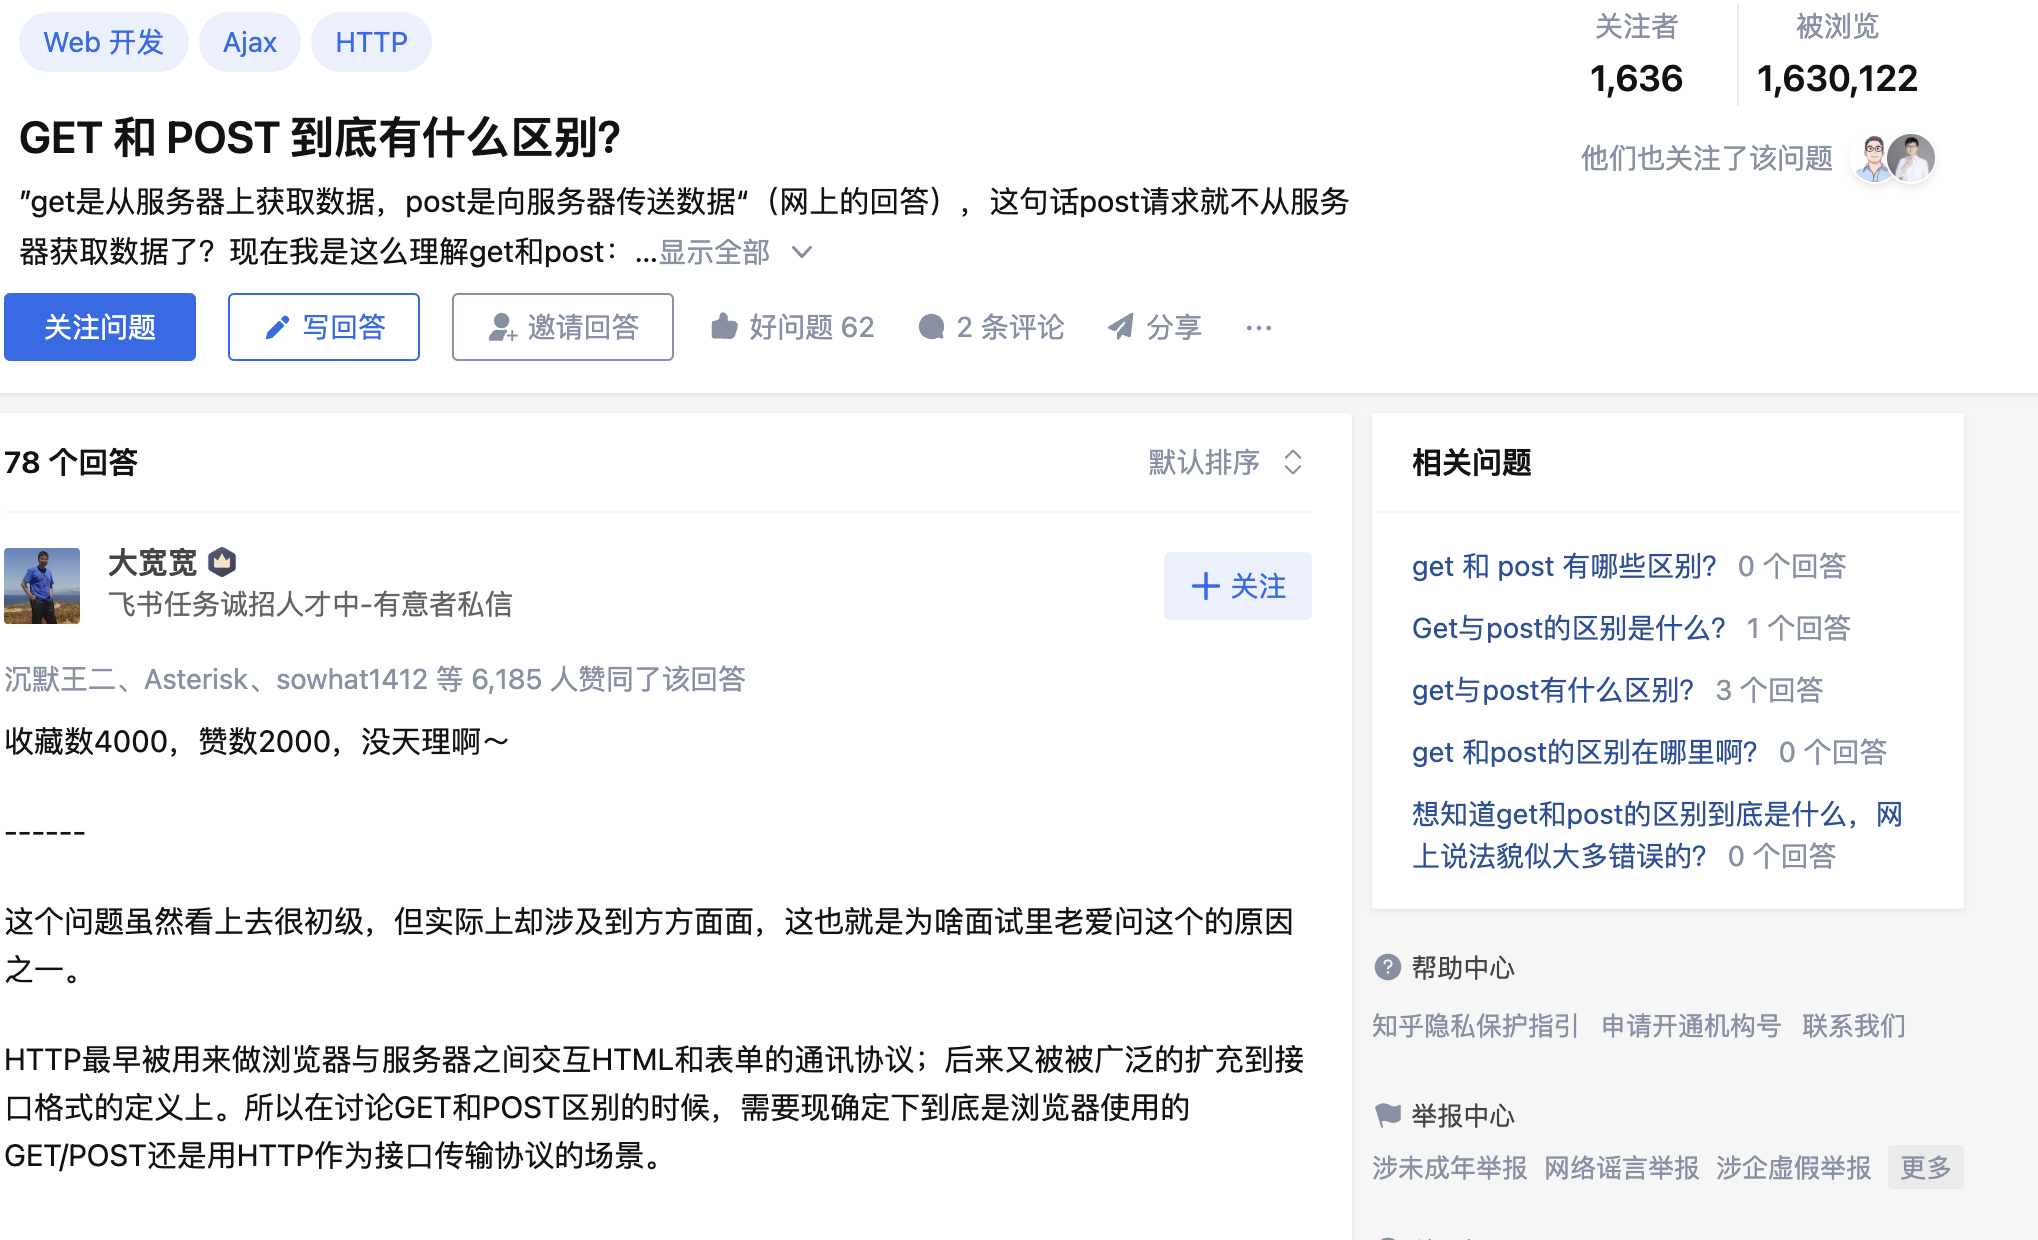 Web 开发
Ajax
HTTP
关注者
1,636
被浏览
1,630,122
GET 和 POST 到底有什么区别?
他们也关注了该问题
”get是从服务器上获取数据，post是向服务器传送数据“（网上的回答），这句话post请求就不从服务
器获取数据了？现在我是这么理解get和post：...显示全部
关注问题
写回答
邀请回答
好问题 62
2 条评论
分享
...
78 个回答
默认排序
大宽宽
飞书任务诚招人才中-有意者私信
+ 关注
沉默王二、Asterisk、sowhat1412 等 6,185 人赞同了该回答
收藏数4000，赞数2000，没天理啊～
------
这个问题虽然看上去很初级，但实际上却涉及到方方面面，这也就是为啥面试里老爱问这个的原因
之一。
HTTP最早被用来做浏览器与服务器之间交互HTML和表单的通讯协议；后来又被被广泛的扩充到接
口格式的定义上。所以在讨论GET和POST区别的时候，需要现确定下到底是浏览器使用的
GET/POST还是用HTTP作为接口传输协议的场景。
相关问题
get 和 post 有哪些区别? 0 个回答
Get与post的区别是什么? 1 个回答
get与post有什么区别? 3 个回答
get 和post的区别在哪里啊? 0 个回答
想知道get和post的区别到底是什么，网
上说法貌似大多错误的? 0 个回答
帮助中心
知乎隐私保护指引 申请开通机构号 联系我们
举报中心
涉未成年举报 网络谣言举报 涉企虚假举报 更多